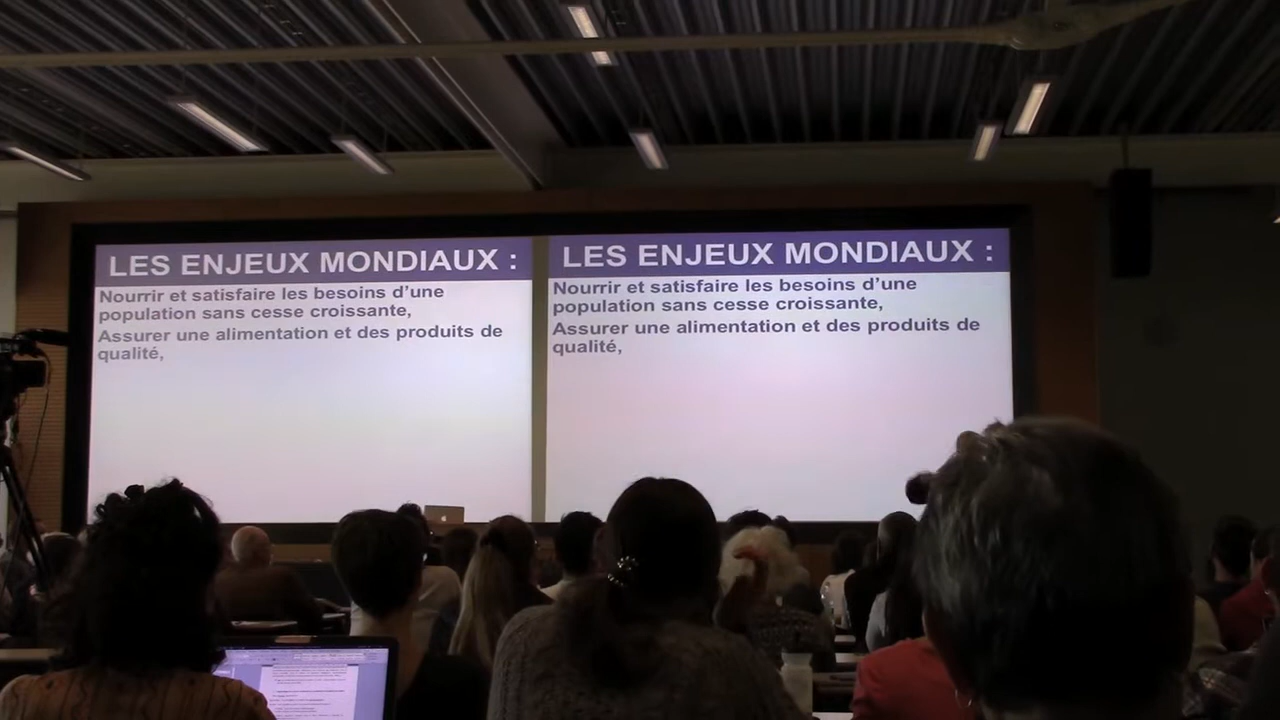 LES ENJEUX MONDIAUX :
Nourrir et satisfaire les besoins d’une
population sans cesse croissante,
Assurer une alimentation et des produits de
qualité,
LES ENJEUX MONDIAUX :
Nourrir et satisfaire les besoins d’une
population sans cesse croissante,
Assurer une alimentation et des produits de
qualité,